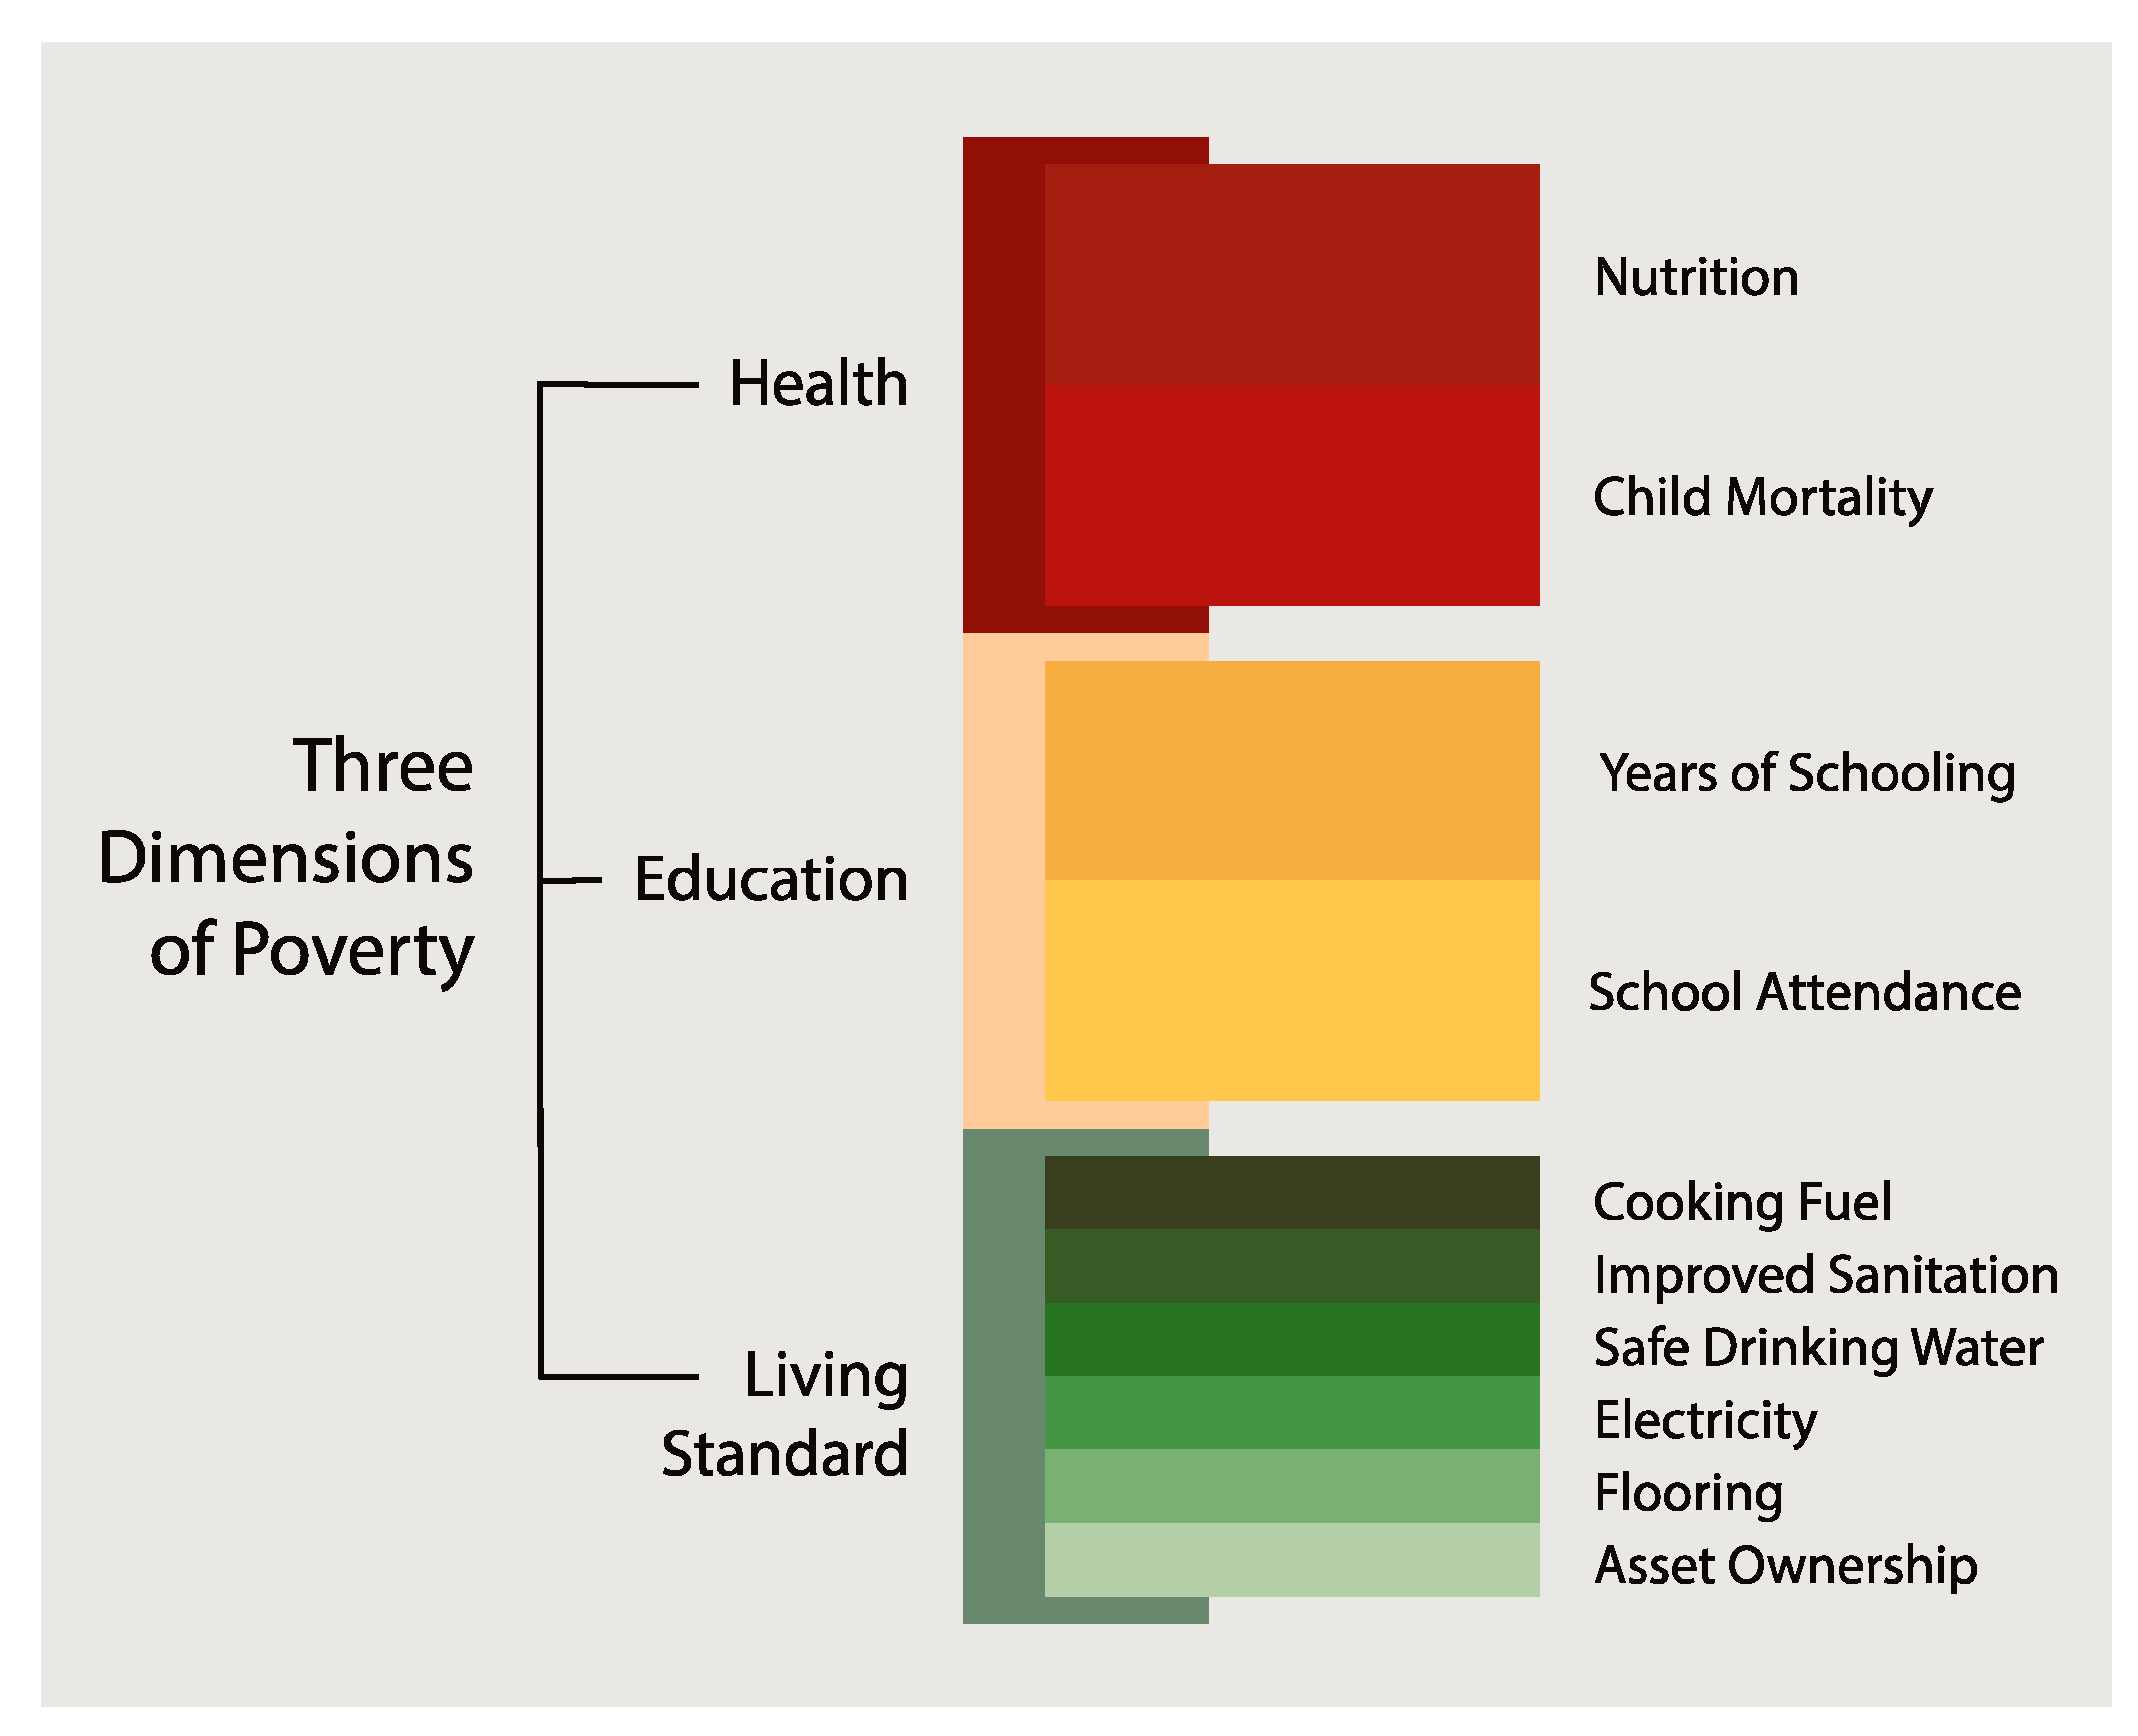 Three
Dimensions
of Poverty
Health
Nutrition
Child Mortality
Education
Years of Schooling
School Attendance
Living
Standard
Cooking Fuel
Improved Sanitation
Safe Drinking Water
Electricity
Flooring
Asset Ownership